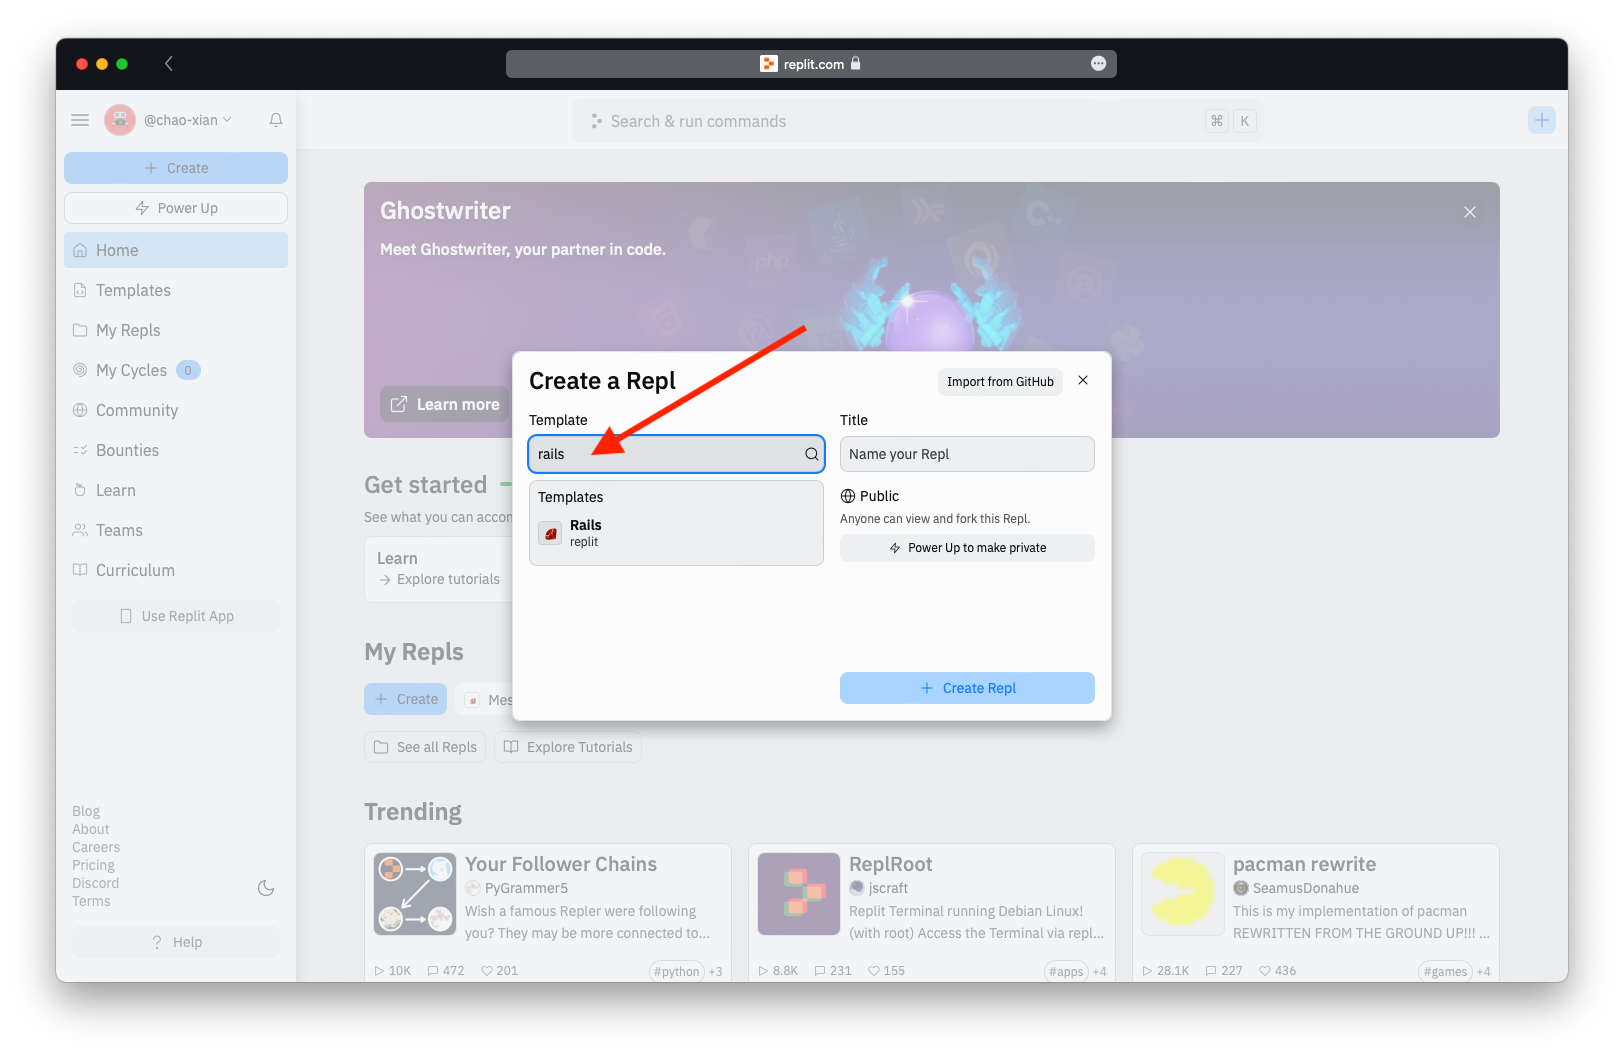 replit.com
@chao-xian
Search & run commands
⌘ K
+ Create
Power Up
Home
Templates
My Repls
My Cycles 0
Community
Bounties
Learn
Teams
Curriculum
Use Replit App
Blog
About
Careers
Pricing
Discord
Terms
? Help
Ghostwriter
Meet Ghostwriter, your partner in code.
php
Learn more
Get started
See what you can accon
Learn
→ Explore tutorials
Create a Repl
Import from GitHub
Template
rails
Templates
Rails
replit
Title
Name your Repl
Public
Anyone can view and fork this Repl.
Power Up to make private
+ Create Repl
My Repls
+ Create
Mes
See all Repls
Explore Tutorials
Trending
Your Follower Chains
PyGrammer5
Wish a famous Repler were following
you? They may be more connected to...
10K 472 201
#python +3
ReplRoot
jscraft
Replit Terminal running Debian Linux!
(with root) Access the Terminal via repl...
8.8K 231 155
#apps +4
pacman rewrite
SeamusDonahue
This is my implementation of pacman
REWRITTEN FROM THE GROUND UP!!! ...
28.1K 227 436
#games +4